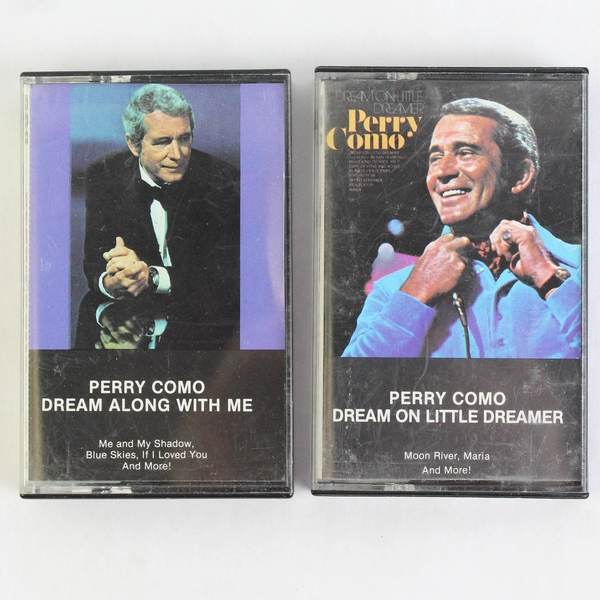 PERRY COMO
DREAM ALONG WITH ME
Me and My Shadow,
Blue Skies, If I Loved You
And More!
DREAM ON LITTLE
DREAMER
Perry
Como
PERRY COMO
DREAM ON LITTLE DREAMER
Moon River, Maria
And More!